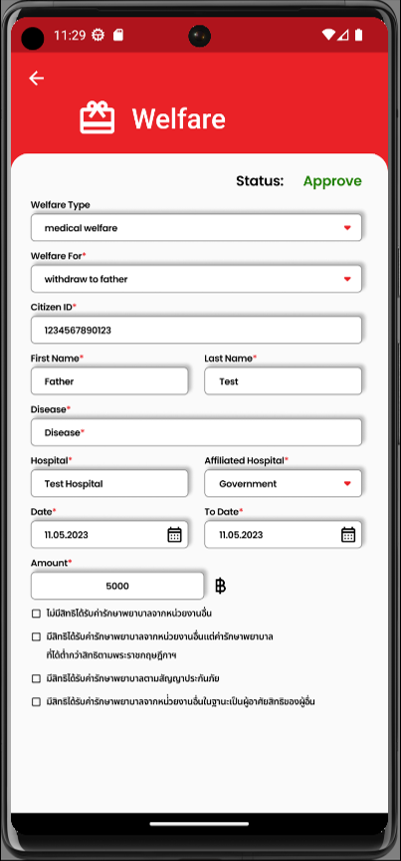 11:29
Welfare
Status: Approve
Welfare Type
medical welfare
Welfare For*
withdraw to father
Citizen ID*
1234567890123
First Name* Last Name*
Father Test
Disease*
Disease*
Hospital* Affiliated Hospital*
Test Hospital Government
Date* To Date*
11.05.2023 11.05.2023
Amount*
5000 ฿
ไม่มีสิทธิได้รับค่ารักษาพยาบาลจากหน่วยงานอื่น
มีสิทธิได้รับค่ารักษาพยาบาลจากหน่วยงานอื่นแต่ค่ารักษาพยาบาล
ที่ได้ต่ำกว่าสิทธิตามพระราชกฤษฎีกาฯ
มีสิทธิได้รับค่ารักษาพยาบาลตามสัญญาประกันภัย
มีสิทธิได้รับค่ารักษาพยาบาลจากหน่วยงานอื่นในฐานะเป็นผู้อาศัยสิทธิของผู้อื่น